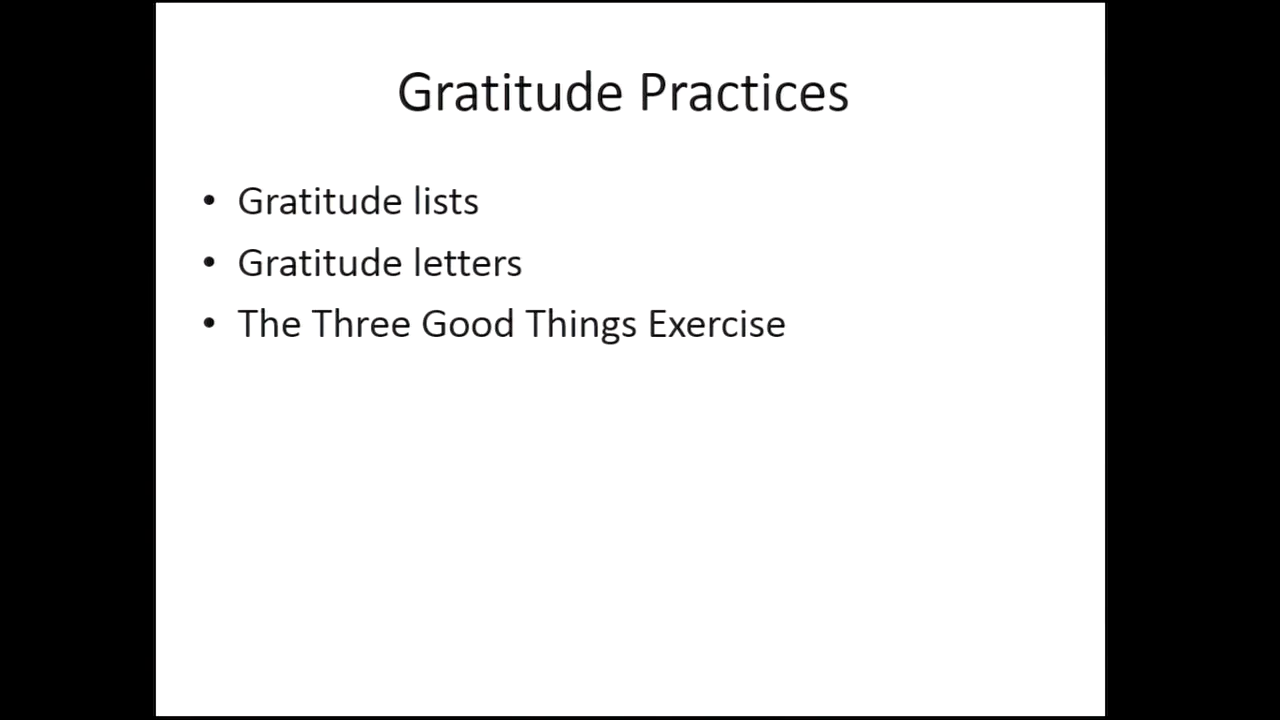 Gratitude Practices
• Gratitude lists
• Gratitude letters
• The Three Good Things Exercise